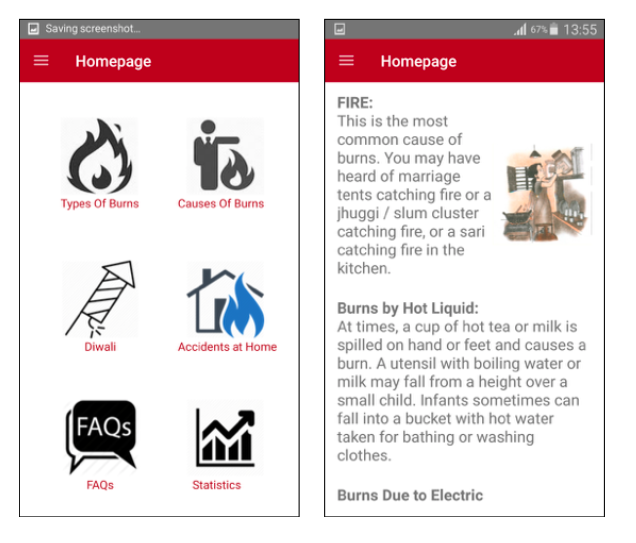 Saving screenshot...
Homepage
Types Of Burns
Causes Of Burns
Diwali
Accidents at Home
FAQs
FAQs
Statistics
67% 13:55
Homepage
FIRE:
This is the most
common cause of
burns. You may have
heard of marriage
tents catching fire or a
jhuggi / slum cluster
catching fire, or a sari
catching fire in the
kitchen.
Burns by Hot Liquid:
At times, a cup of hot tea or milk is
spilled on hand or feet and causes a
burn. A utensil with boiling water or
milk may fall from a height over a
small child. Infants sometimes can
fall into a bucket with hot water
taken for bathing or washing
clothes.
Burns Due to Electric